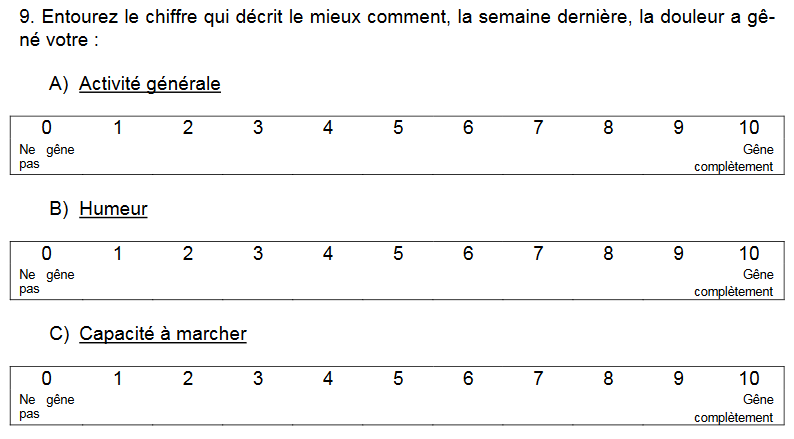 9. Entourez le chiffre qui décrit le mieux comment, la semaine dernière, la douleur a gê-
né votre :
A) Activité générale
0 1 2 3 4 5 6 7 8 9 10
Ne gêne Gêne
pas complètement
B) Humeur
0 1 2 3 4 5 6 7 8 9 10
Ne gêne Gêne
pas complètement
C) Capacité à marcher
0 1 2 3 4 5 6 7 8 9 10
Ne gêne Gêne
pas complètement